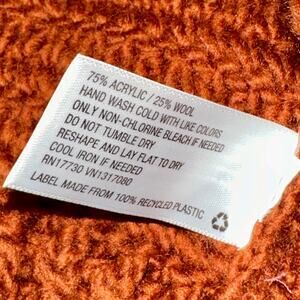 75% ACRYLIC / 25% WOOL
HAND WASH COLD WITH LIKE COLORS
ONLY NON-CHLORINE BLEACH IF NEEDED
DO NOT TUMBLE DRY
RESHAPE AND LAY FLAT TO DRY
COOL IRON IF NEEDED
RN17730 VN1317080
LABEL MADE FROM 100% RECYCLED PLASTIC